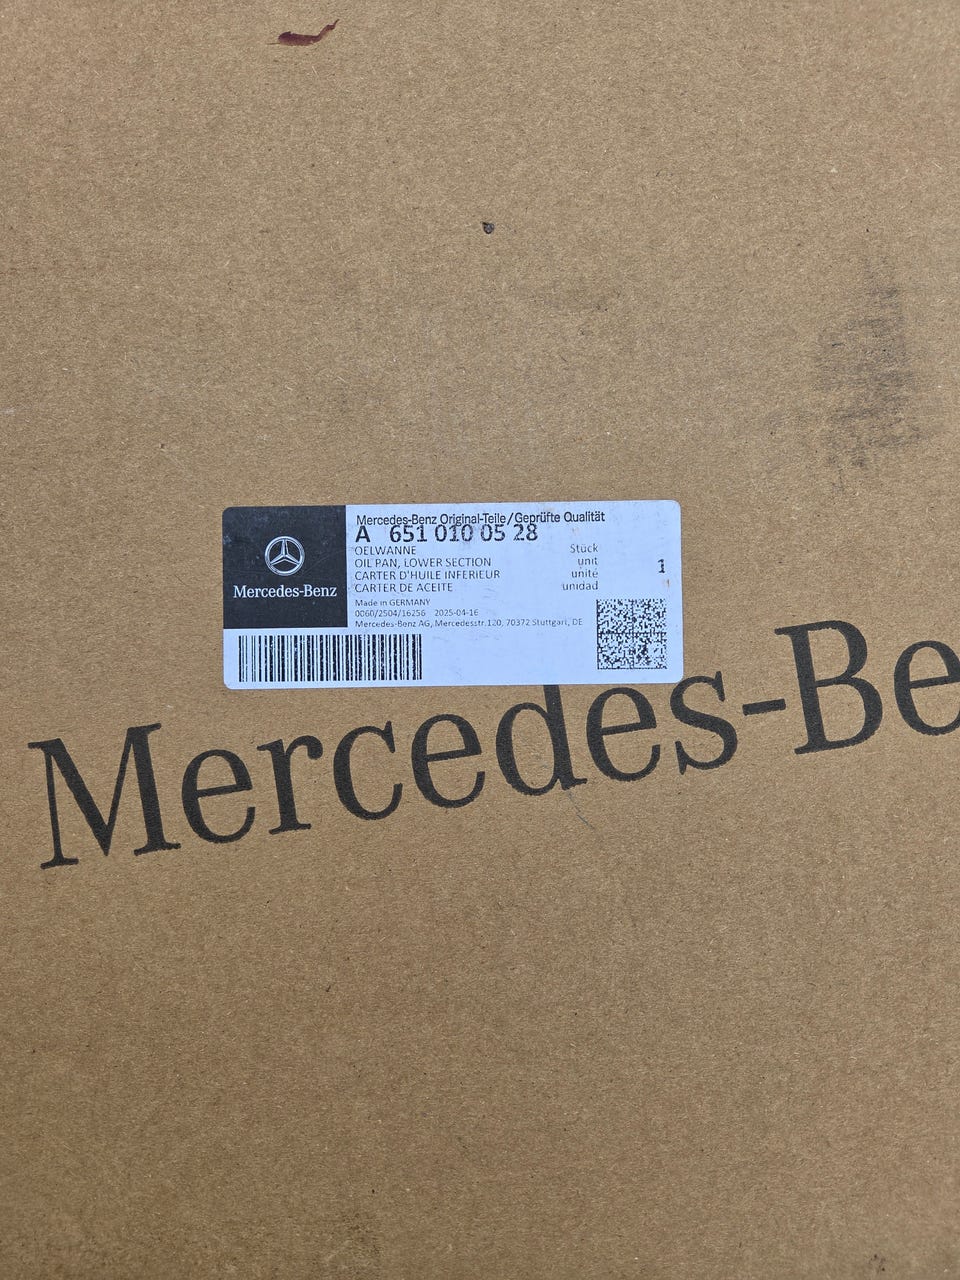 Mercedes-Benz Original-Teile/Geprüfte Qualität
A 651 010 05 28
OELWANNE Stück
OIL PAN, LOWER SECTION unit 1
CARTER D'HUILE INFERIEUR unité
CARTER DE ACEITE unidad
Mercedes-Benz
Made in GERMANY
0060/2504/16256 2025-04-16
Mercedes-Benz AG, Mercedesstr.120, 70372 Stuttgart, DE
Mercedes-Be